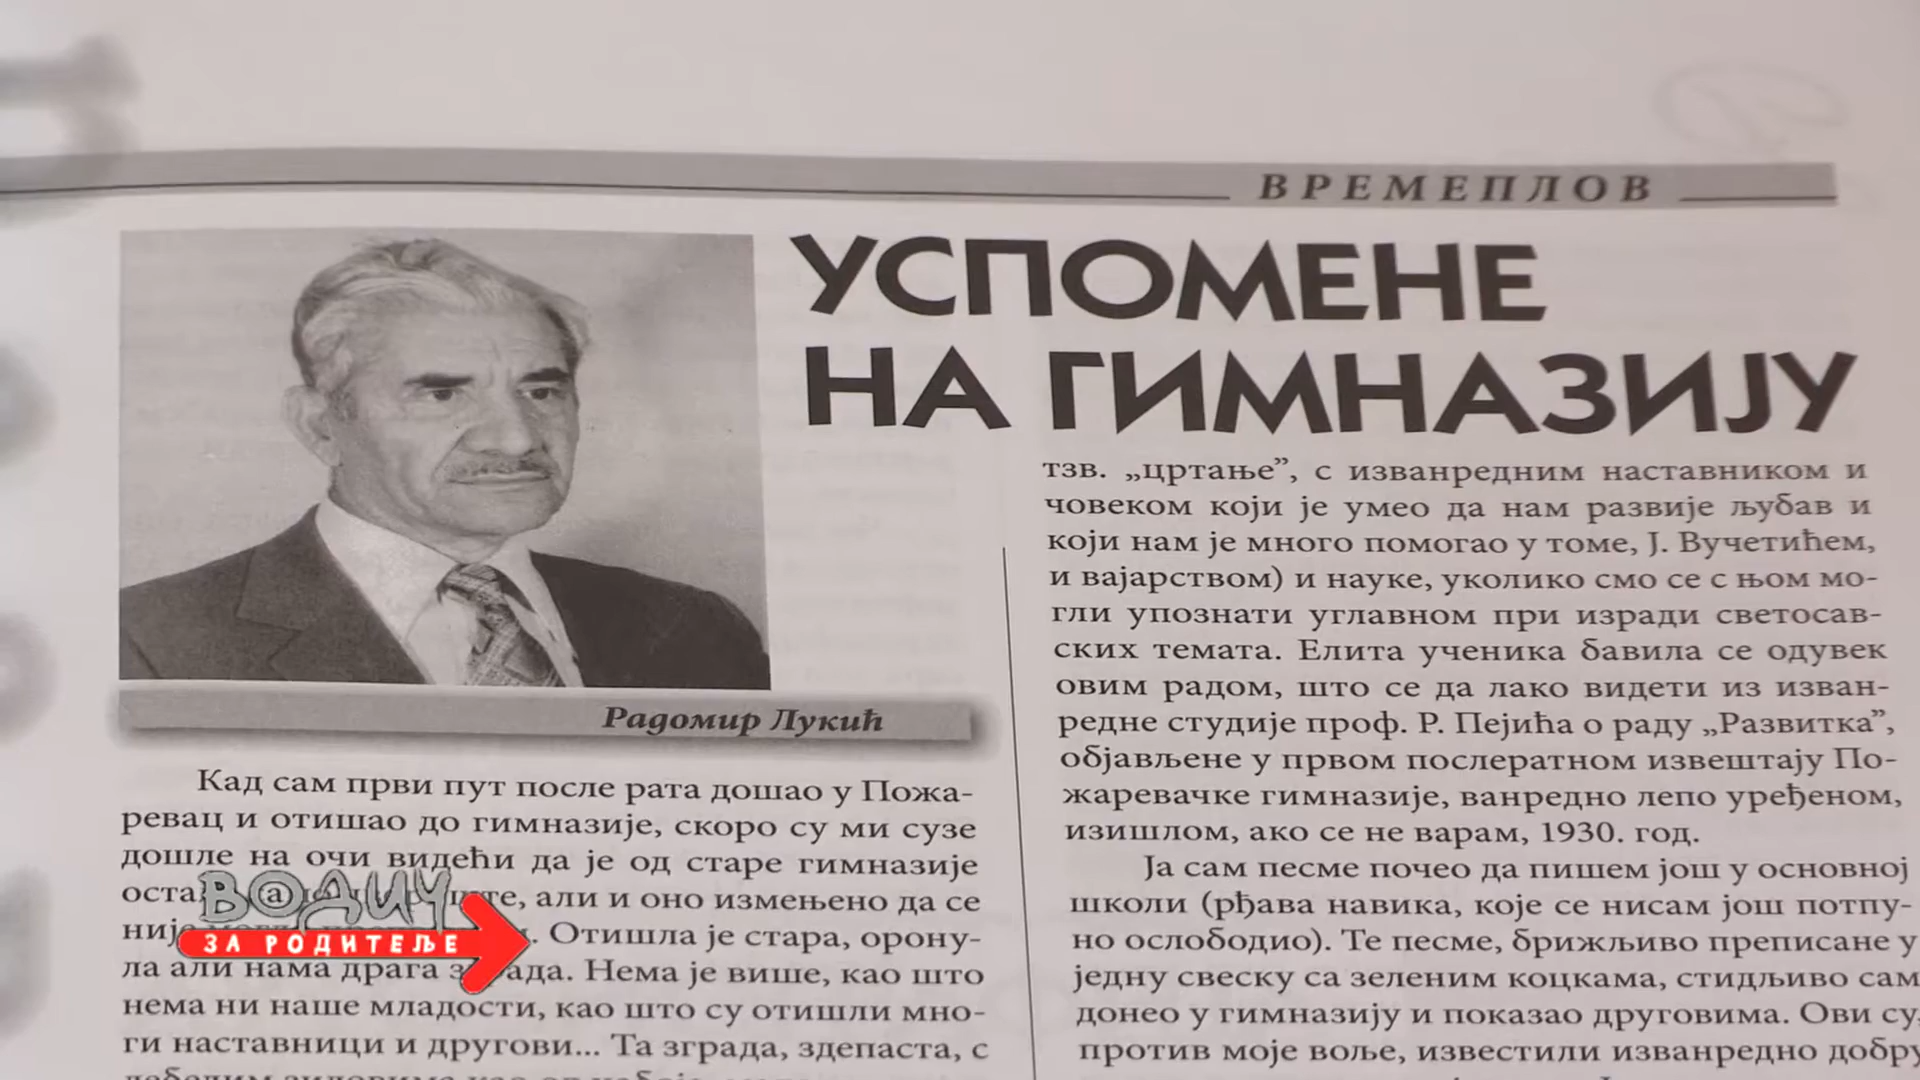 ВРЕМЕПЛОВ
УСПОМЕНЕ
НА ГИМНАЗИЈУ
Радомир Лукић
Кад сам први пут после рата дошао у Пожа-
ревац и отишао до гимназије, скоро су ми сузе
дошле на очи видећи да је од старе гимназије
али и оно измењено да се
није Отишла је стара, орону-
ла али нама драга зграда. Нема је више, као што
нема ни наше младости, као што су отишли мно-
ги наставници и другови... Та зграда, здепаста, с
тзв. „цртање”, с изванредним наставником и
човеком који је умео да нам развије љубав и
који нам је много помогао у томе, Ј. Вучетићем,
и вајарством) и науке, уколико смо се с њом мо-
гли упознати углавном при изради светосав-
ских темата. Елита ученика бавила се одувек
овим радом, што се да лако видети из изван-
редне студије проф. Р. Пејића о раду „Развитка”,
објављене у првом послератном извештају По-
жаревачке гимназије, ванредно лепо уређеном,
изишлом, ако се не варам, 1930. год.
Ја сам песме почео да пишем још у основној
школи (рђава навика, које се нисам још потпу-
но ослободио). Те песме, брижљиво преписане у
једну свеску са зеленим коцкама, стидљиво сам
донео у гимназију и показао друговима. Ови су,
против моје воље, известили изванредно добру
ВОДИЧ
ЗА РОДИТЕЉЕ